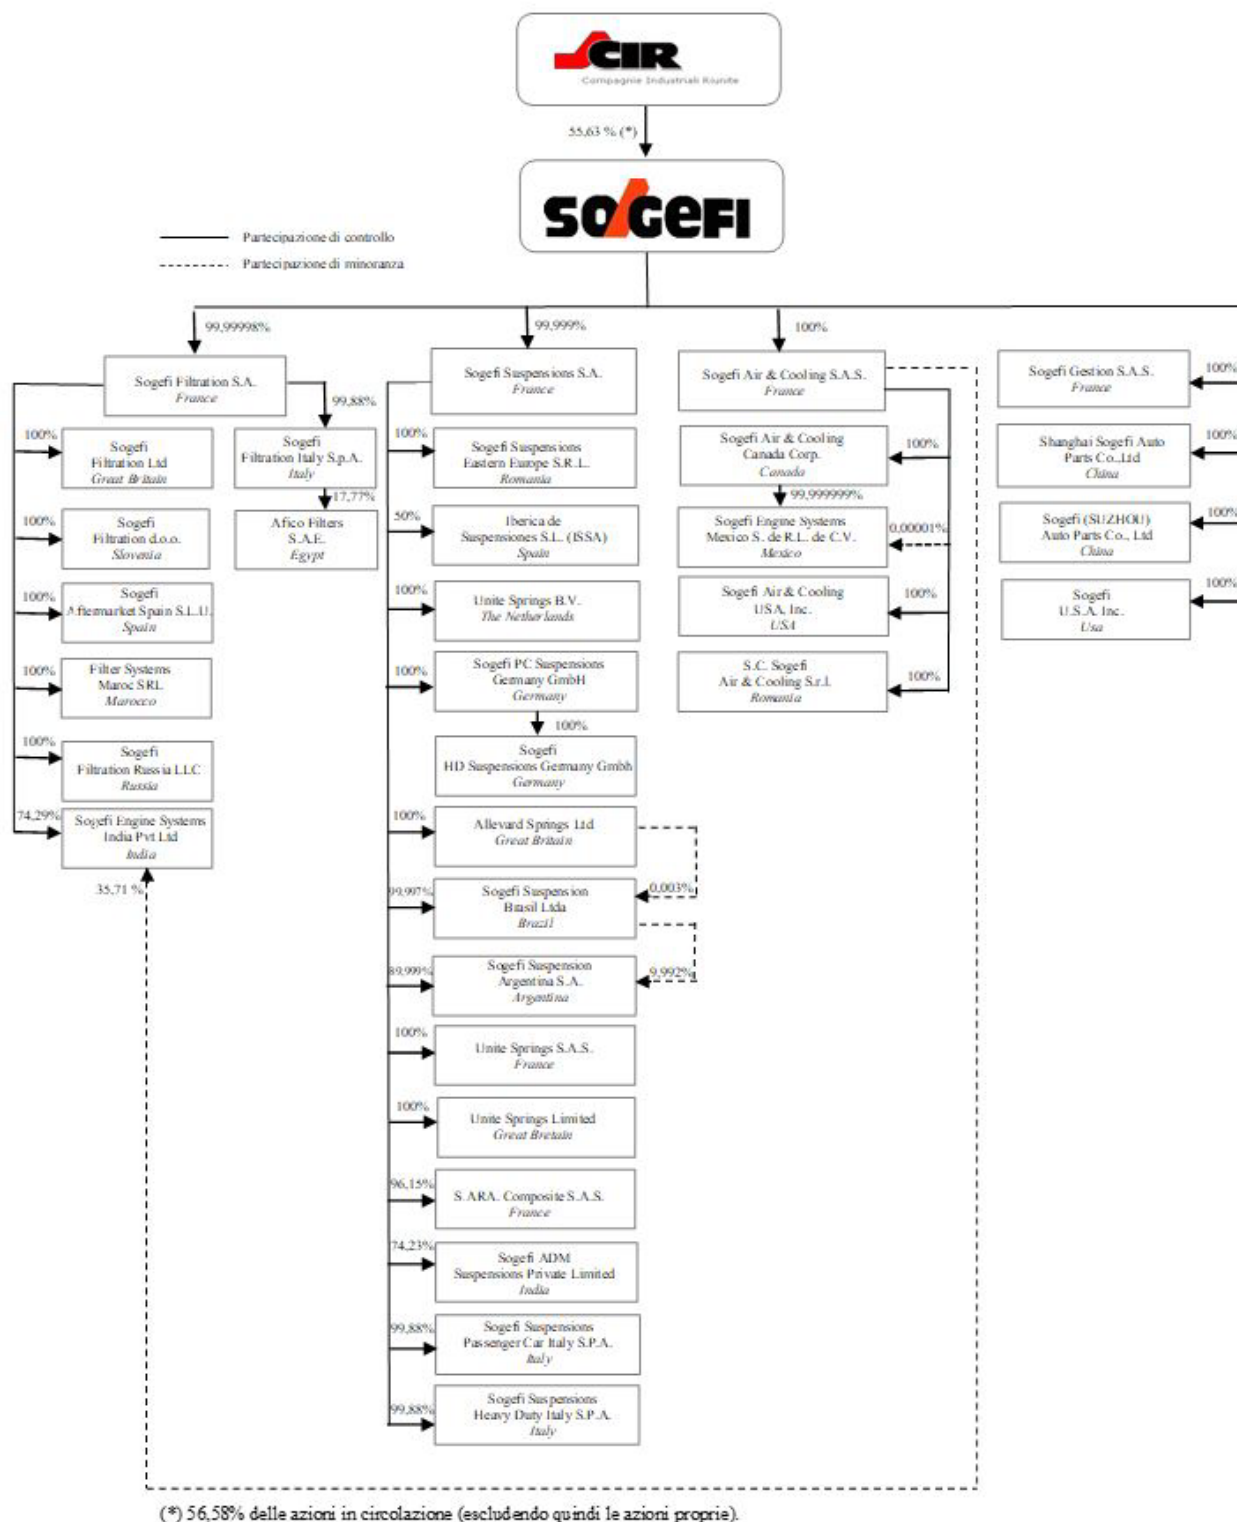 CIR
Compagnie Industriali Riunite
55,63 % (*)
SOGEFI
Partecipazione di controllo
Partecipazione di minoranza
99,99998%
99,999%
100%
Sogefi Filtration S.A.
France
99,88%
100%
Sogefi
Filtration Ltd
Great Britain
Sogefi
Filtration Italy S.p.A.
Italy
17,77%
Afico Filters
S.A.E.
Egypt
100%
Sogefi
Filtration d.o.o.
Slovenia
100%
Sogefi
Aftermarket Spain S.L.U.
Spain
100%
Filter Systems
Maroc SRL
Marocco
100%
Sogefi
Filtration Russia LLC
Russia
74,29%
Sogefi Engine Systems
India Pvt Ltd
India
35,71 %
Sogefi Suspensions S.A.
France
100%
Sogefi Suspensions
Eastern Europe S.R.L.
Romania
50%
Iberica de
Suspensiones S.L. (ISSA)
Spain
100%
Unite Springs B.V.
The Netherlands
100%
Sogefi PC Suspensions
Germany GmbH
Germany
100%
Sogefi
HD Suspensions Germany Gmbh
Germany
100%
Allevard Springs Ltd
Great Britain
0,003%
99,997%
Sogefi Suspension
Brasil Ltda
Brazil
9,992%
89,999%
Sogefi Suspension
Argentina S.A.
Argentina
100%
Unite Springs S.A.S.
France
100%
Unite Springs Limited
Great Bretain
96,15%
S.ARA. Composite S.A.S.
France
74,23%
Sogefi ADM
Suspensions Private Limited
India
99,88%
Sogefi Suspensions
Passenger Car Italy S.P.A.
Italy
99,88%
Sogefi Suspensions
Heavy Duty Italy S.P.A.
Italy
Sogefi Air & Cooling S.A.S.
France
Sogefi Air & Cooling
Canada Corp.
Canada
100%
99,999999%
Sogefi Engine Systems
Mexico S. de R.L. de C.V.
Mexico
0,00001%
Sogefi Air & Cooling
USA, Inc.
USA
100%
S.C. Sogefi
Air & Cooling S.r.l.
Romania
100%
Sogefi Gestion S.A.S.
France
100%
Shanghai Sogefi Auto
Parts Co.,Ltd
China
100%
Sogefi (SUZHOU)
Auto Parts Co., Ltd
China
100%
Sogefi
U.S.A. Inc.
Usa
100%
(*) 56,58% delle azioni in circolazione (escludendo quindi le azioni proprie).